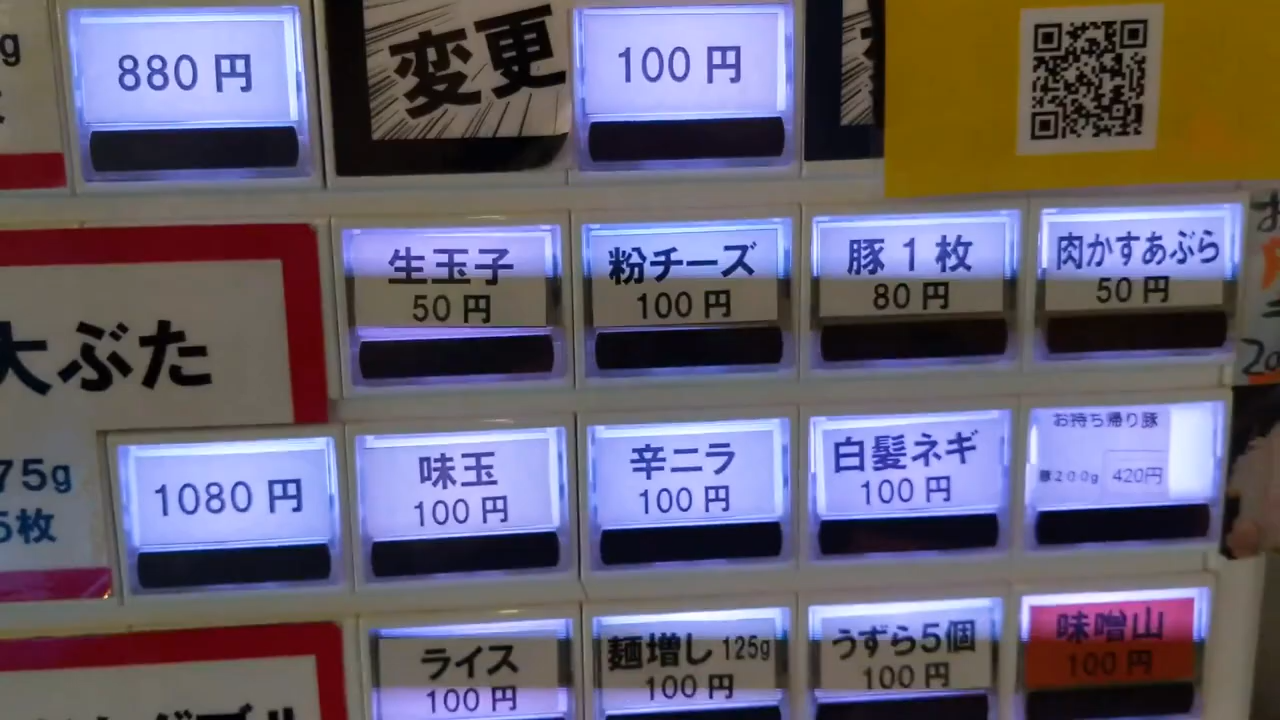 880 円
変更
100 円
生玉子
50 円
粉チーズ
100 円
豚 1 枚
80 円
肉かすあぶら
50 円
大ぶた
75g
5枚
1080 円
味玉
100 円
辛ニラ
100 円
白髪ネギ
100 円
お持ち帰り豚
豚200g 420円
ライス
100 円
麺増し 125g
100 円
うずら5個
100 円
味噌山
100 円